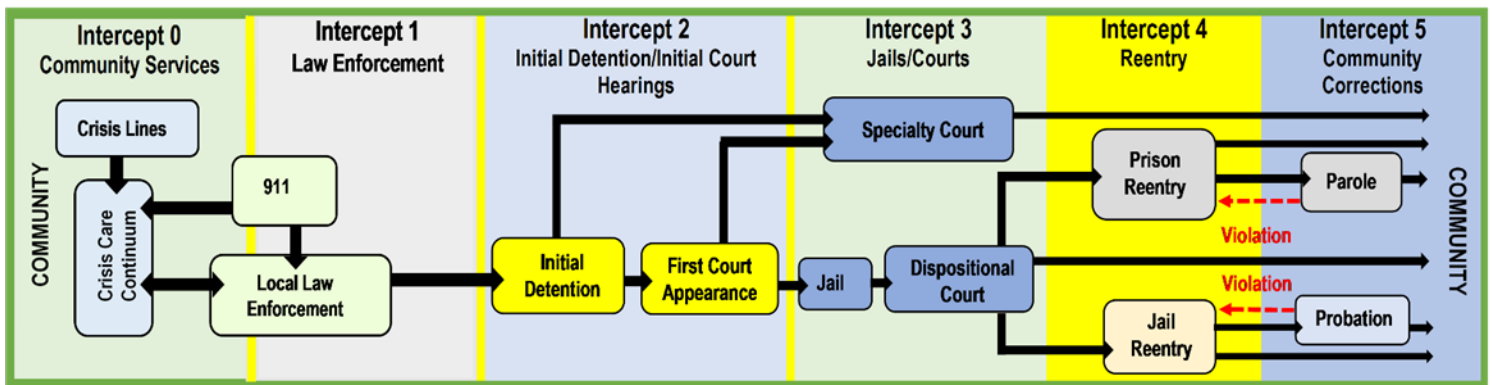 Intercept 0
Community Services
Intercept 1
Law Enforcement
Intercept 2
Initial Detention/Initial Court
Hearings
Intercept 3
Jails/Courts
Intercept 4
Reentry
Intercept 5
Community
Corrections
COMMUNITY
Crisis Lines
Crisis Care
Continuum
911
Local Law
Enforcement
Initial
Detention
First Court
Appearance
Specialty Court
Jail
Dispositional
Court
Prison
Reentry
Parole
Violation
Violation
Jail
Reentry
Probation
COMMUNITY